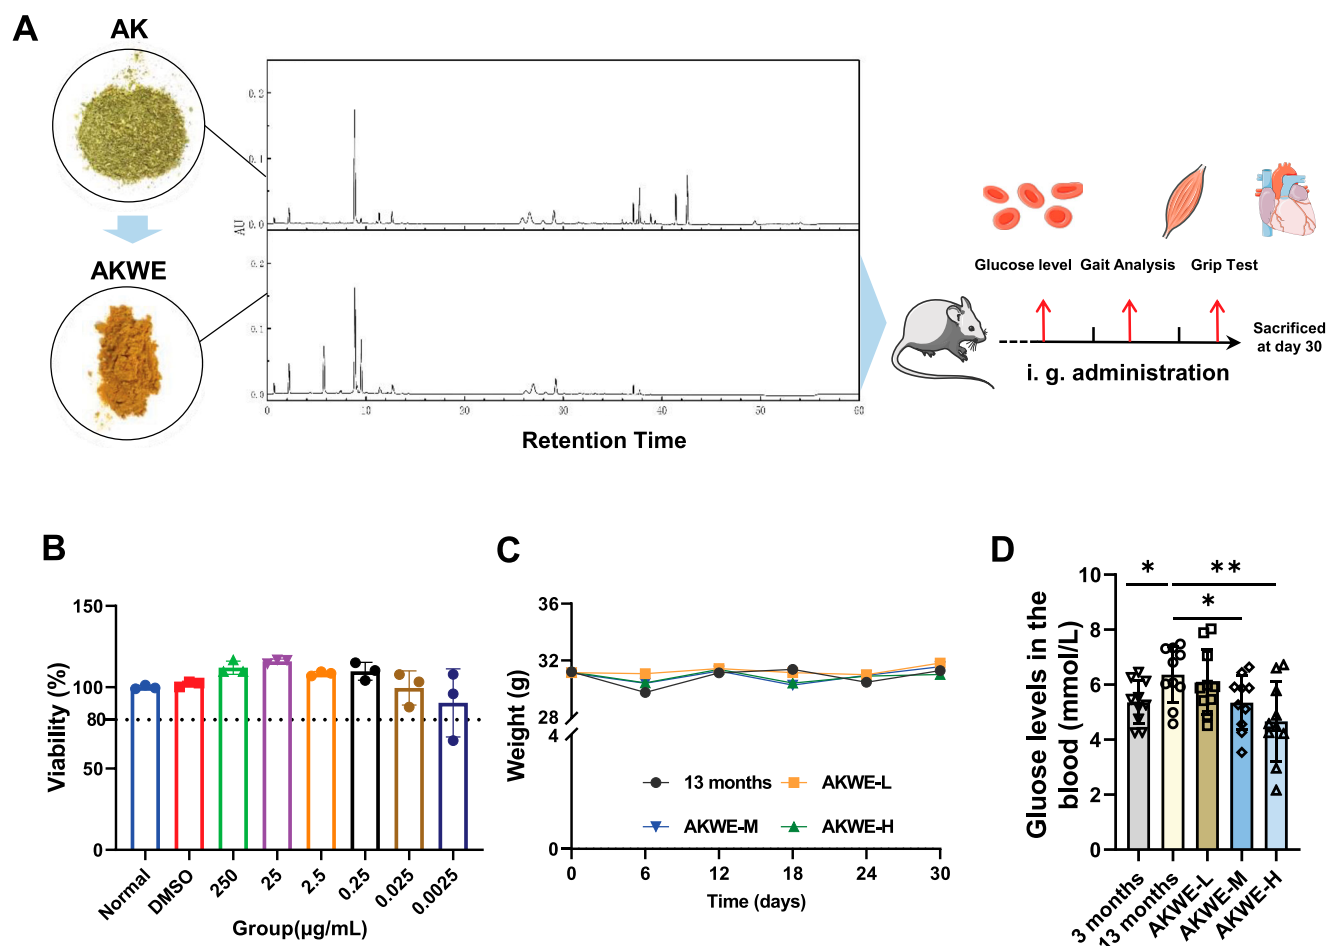 A
AK
AKWE
AU
0.2
0.1
0.0
0.2
0.1
0.0
0
10
20
30
40
50
60
Retention Time
Glucose level
Gait Analysis
Grip Test
i. g. administration
Sacrificed
at day 30
B
Viability (%)
150
100
80
50
0
Normal
DMSO
250
25
2.5
0.25
0.025
0.0025
Group(μg/mL)
C
Weight (g)
36
32
28
4
0
13 months
AKWE-L
AKWE-M
AKWE-H
0
6
12
18
24
30
Time (days)
D
Glucose levels in the
blood (mmol/L)
10
8
6
4
2
0
*
**
*
3 months
13 months
AKWE-L
AKWE-M
AKWE-H